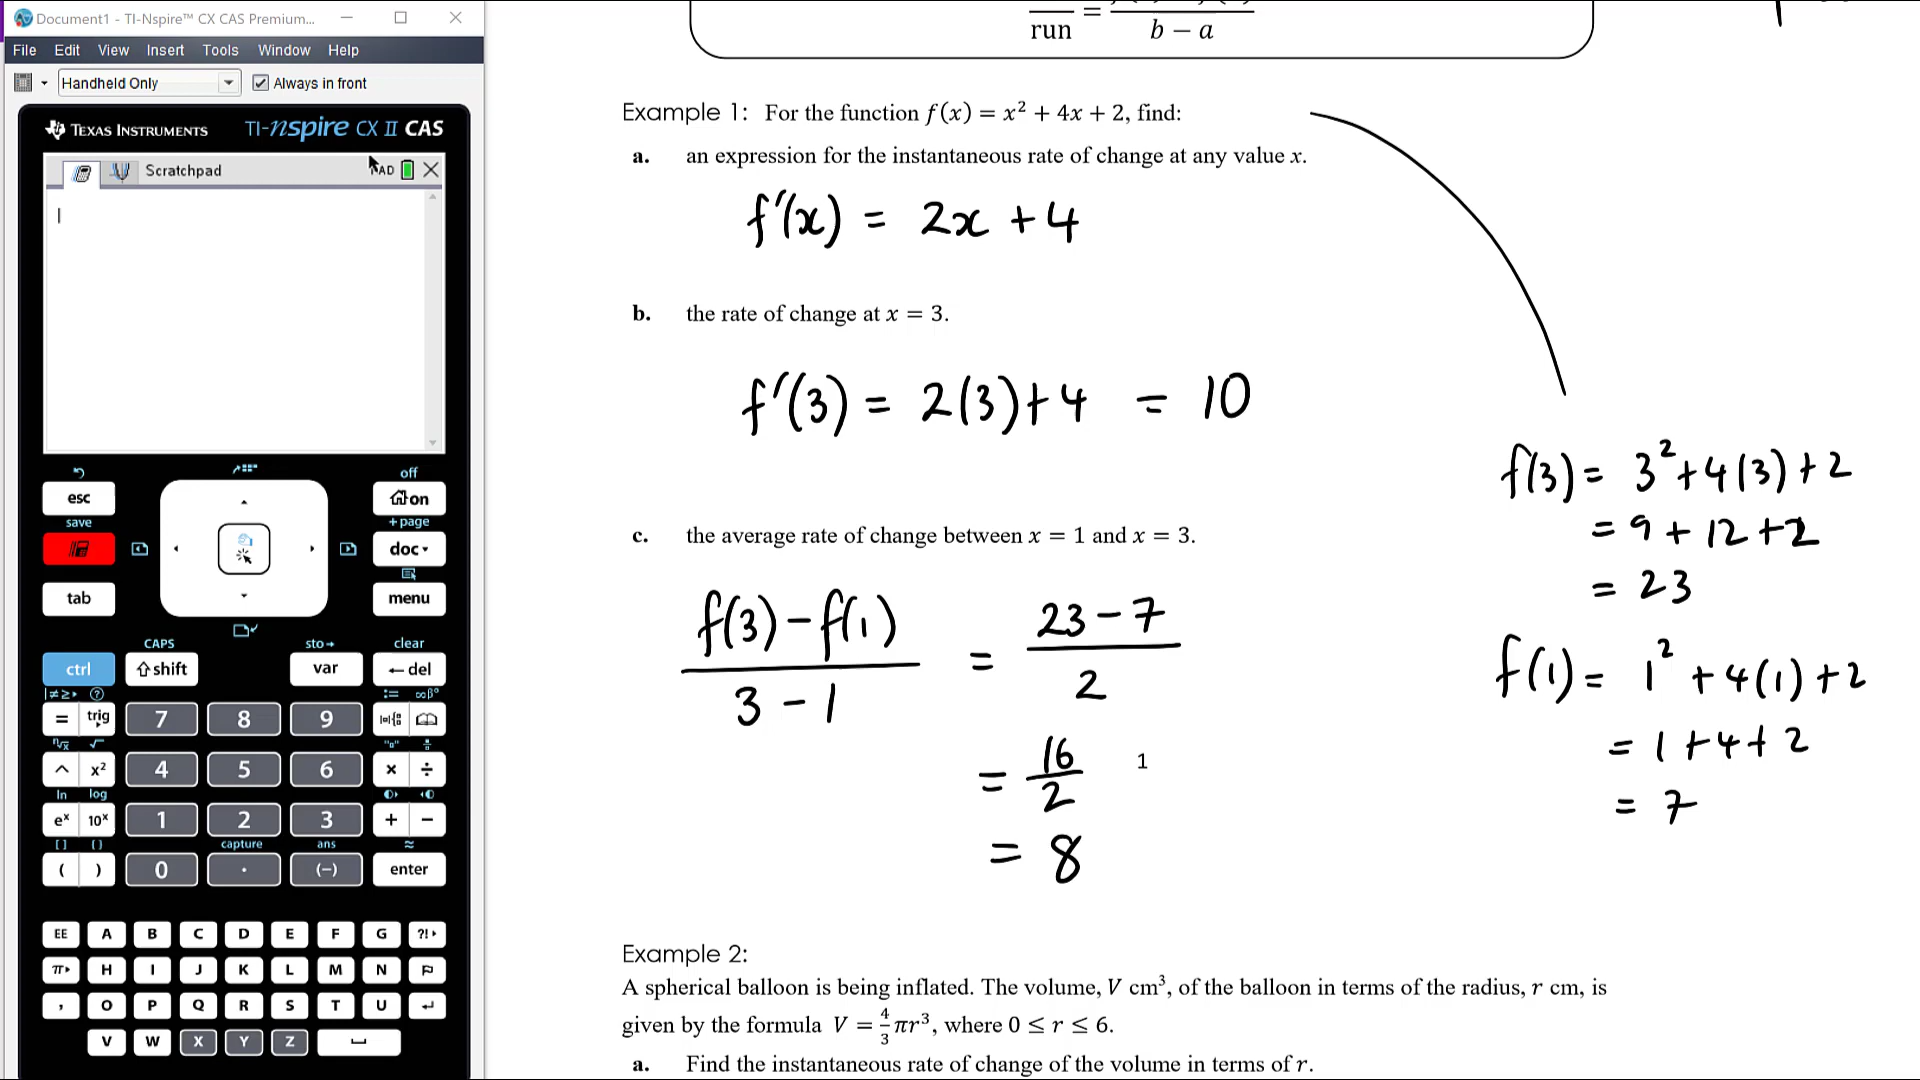 Document1 - TI-Nspire™ CX CAS Premium...
File Edit View Insert Tools Window Help
Handheld Only Always in front
TEXAS INSTRUMENTS TI-nspire CX II CAS
Scratchpad RAD
off
esc on
save + page
doc
tab menu
CAPS sto→ clear
ctrl shift var ←del
|≠≥▸ ? := ∞β°
= trig 7 8 9
ⁿ√x √ "▫"
^ x² 4 5 6 × ÷
ln log
eˣ 10ˣ 1 2 3 + −
[ ] { } capture ans ≈
( ) 0 . (−) enter
EE A B C D E F G ?!▸
π▸ H I J K L M N
, O P Q R S T U ↵
V W X Y Z
run = b − a
Example 1: For the function f(x) = x² + 4x + 2, find:
a. an expression for the instantaneous rate of change at any value x.
f'(x) = 2x + 4
b. the rate of change at x = 3.
f'(3) = 2(3)+4 = 10
c. the average rate of change between x = 1 and x = 3.
f(3) − f(1)
3 − 1
= 23 − 7
2
= 16
2
1
= 8
f(3) = 3² + 4(3) + 2
= 9 + 12 + 2
= 23
f(1) = 1² + 4(1) + 2
= 1 + 4 + 2
= 7
Example 2:
A spherical balloon is being inflated. The volume, V cm³, of the balloon in terms of the radius, r cm, is
given by the formula V = 4/3 πr³, where 0 ≤ r ≤ 6.
a. Find the instantaneous rate of change of the volume in terms of r.